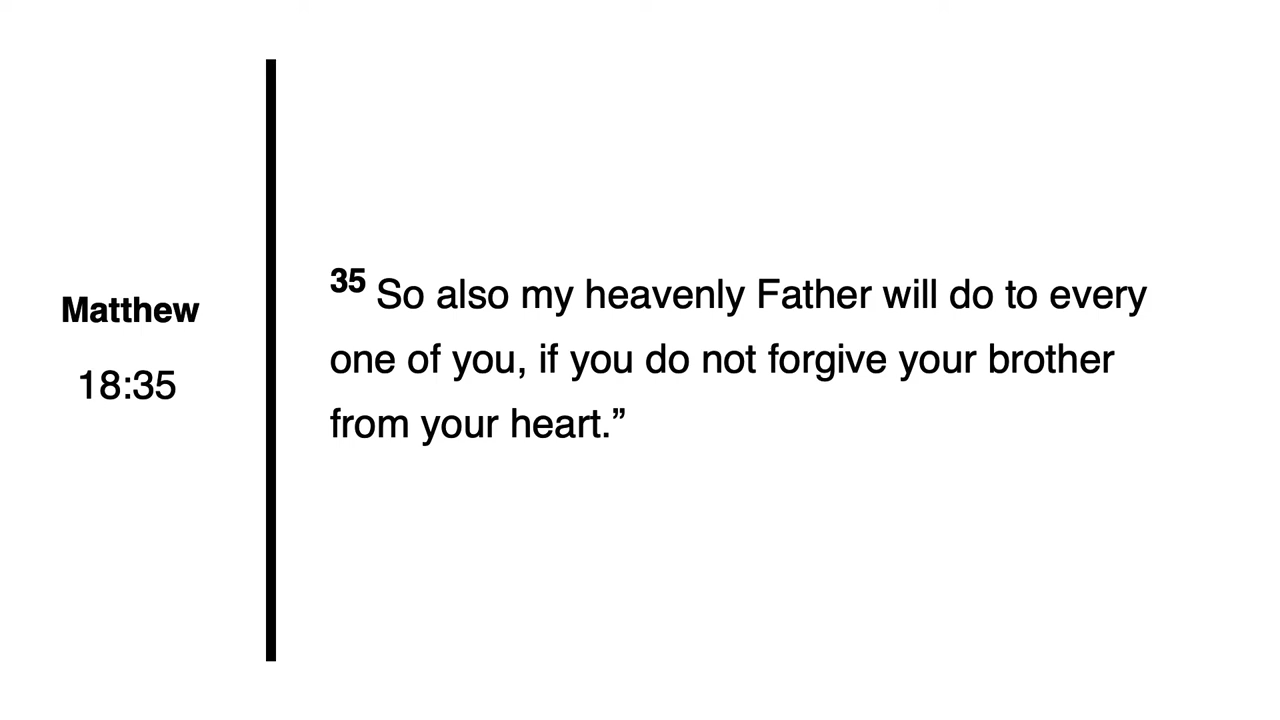 Matthew
18:35
35 So also my heavenly Father will do to every
one of you, if you do not forgive your brother
from your heart.”